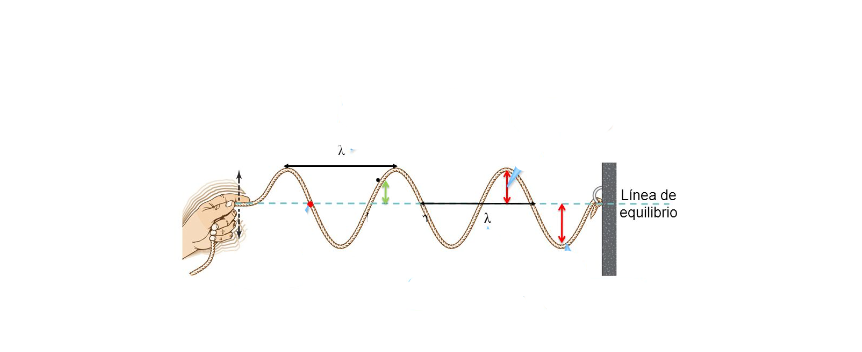 λ
Línea de
equilibrio
λ